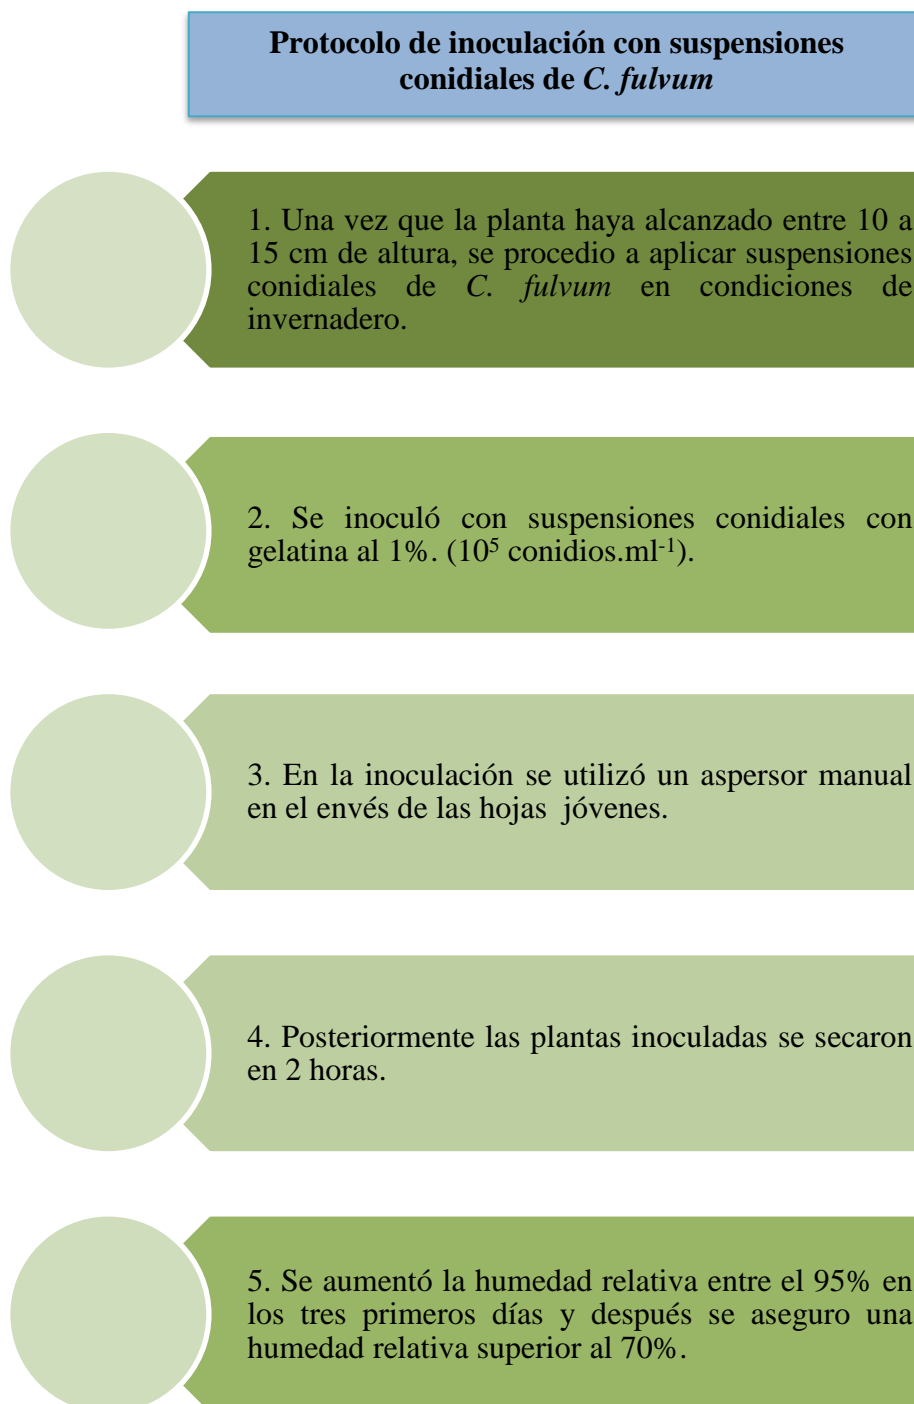 Protocolo de inoculación con suspensiones
conidiales de C. fulvum
1. Una vez que la planta haya alcanzado entre 10 a
15 cm de altura, se procedio a aplicar suspensiones
conidiales de C. fulvum en condiciones de
invernadero.
2. Se inoculó con suspensiones conidiales con
gelatina al 1%. (10⁵ conidios.ml⁻¹).
3. En la inoculación se utilizó un aspersor manual
en el envés de las hojas jóvenes.
4. Posteriormente las plantas inoculadas se secaron
en 2 horas.
5. Se aumentó la humedad relativa entre el 95% en
los tres primeros días y después se aseguro una
humedad relativa superior al 70%.